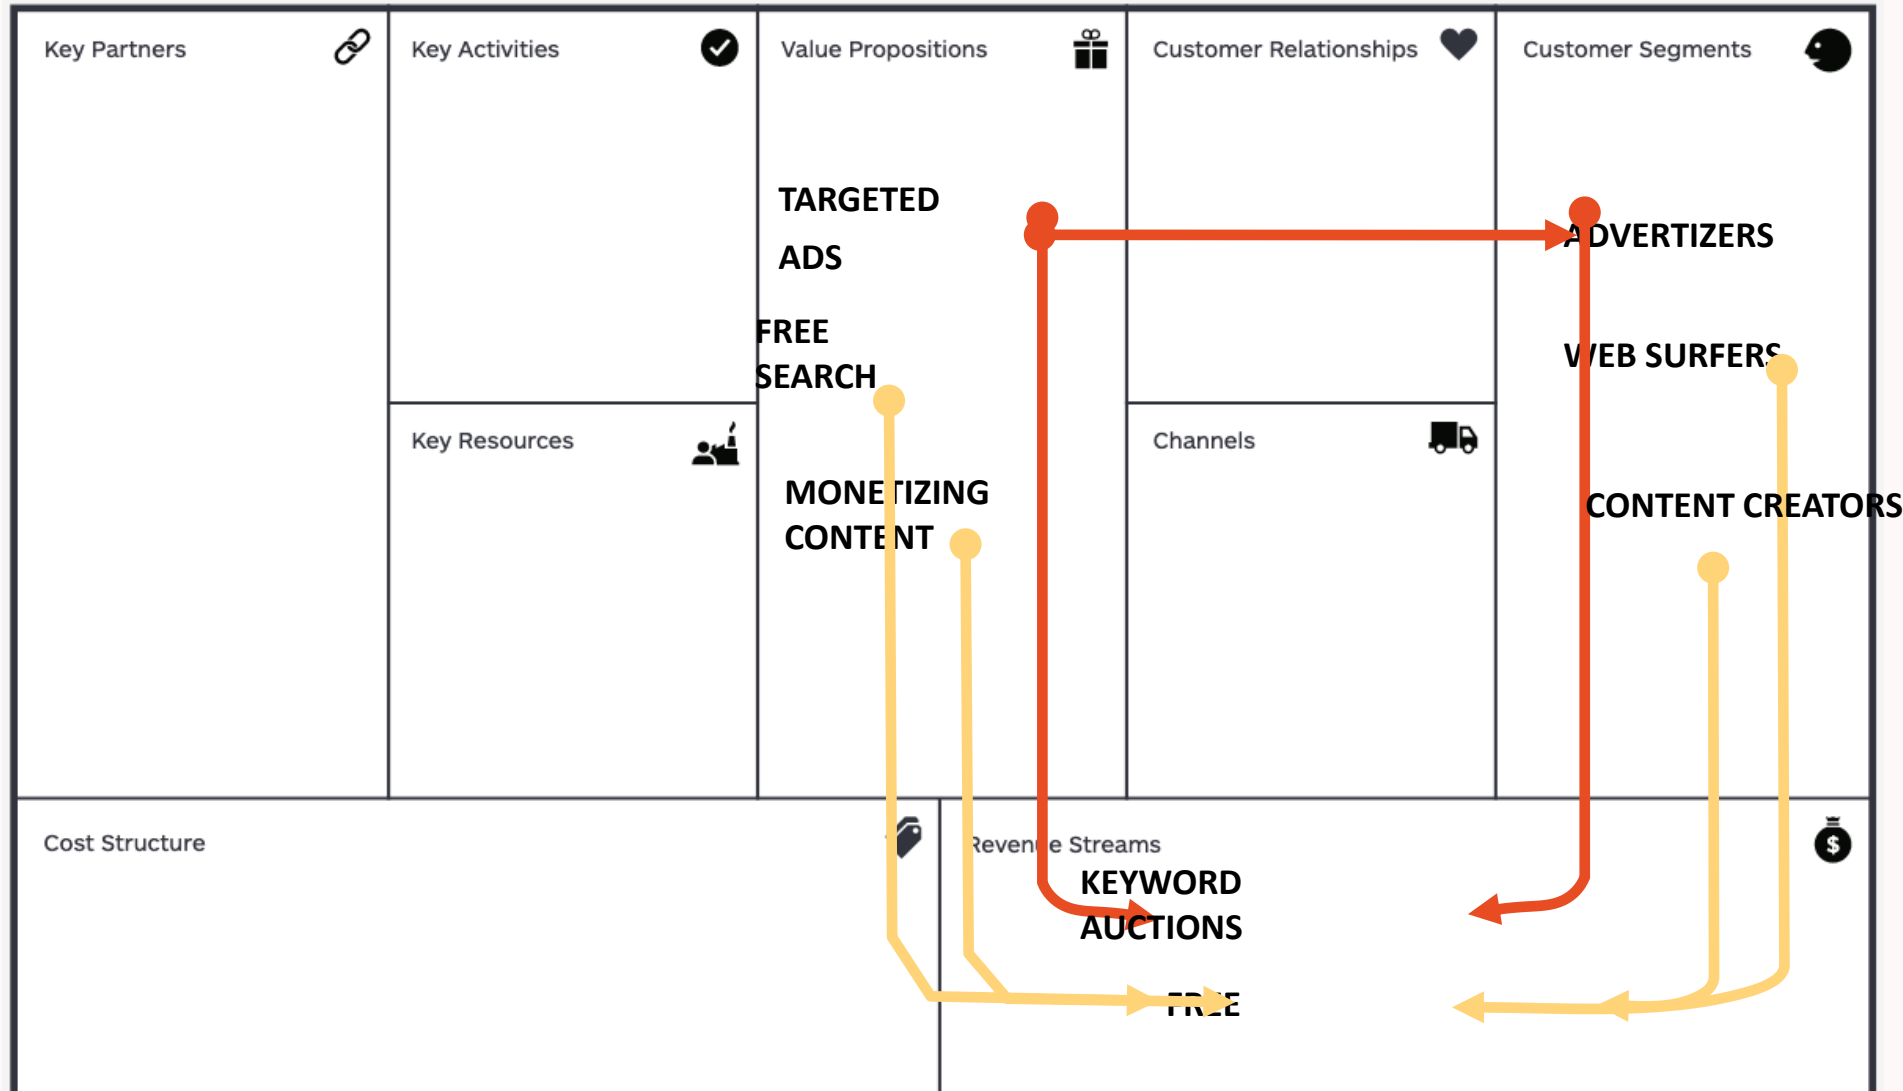 Key Partners
Key Activities
Value Propositions
Customer Relationships
Customer Segments
TARGETED
ADS
FREE
SEARCH
MONETIZING
CONTENT
ADVERTIZERS
WEB SURFERS
CONTENT CREATORS
Key Resources
Channels
Cost Structure
Revenue Streams
KEYWORD
AUCTIONS
FREE
$